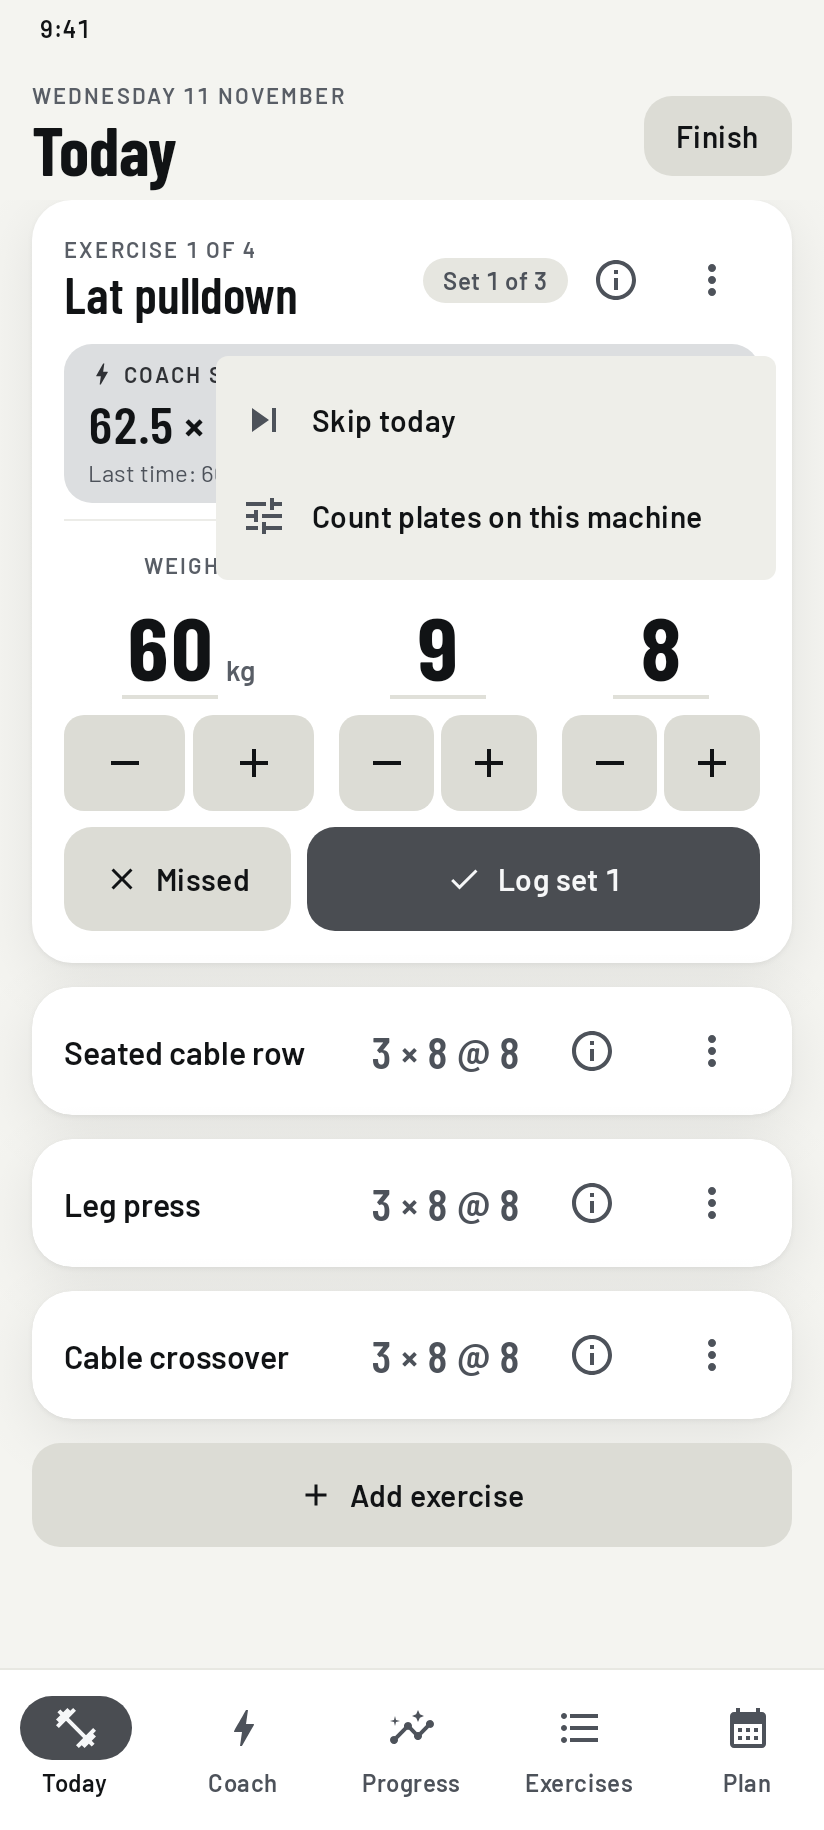 9:41
WEDNESDAY 11 NOVEMBER
Today
Finish
EXERCISE 1 OF 4
Lat pulldown
Set 1 of 3
COACH
62.5 ×
Last time:
Skip today
Count plates on this machine
60 kg
9
8
Missed
Log set 1
Seated cable row
3 × 8 @ 8
Leg press
3 × 8 @ 8
Cable crossover
3 × 8 @ 8
Add exercise
Today
Coach
Progress
Exercises
Plan